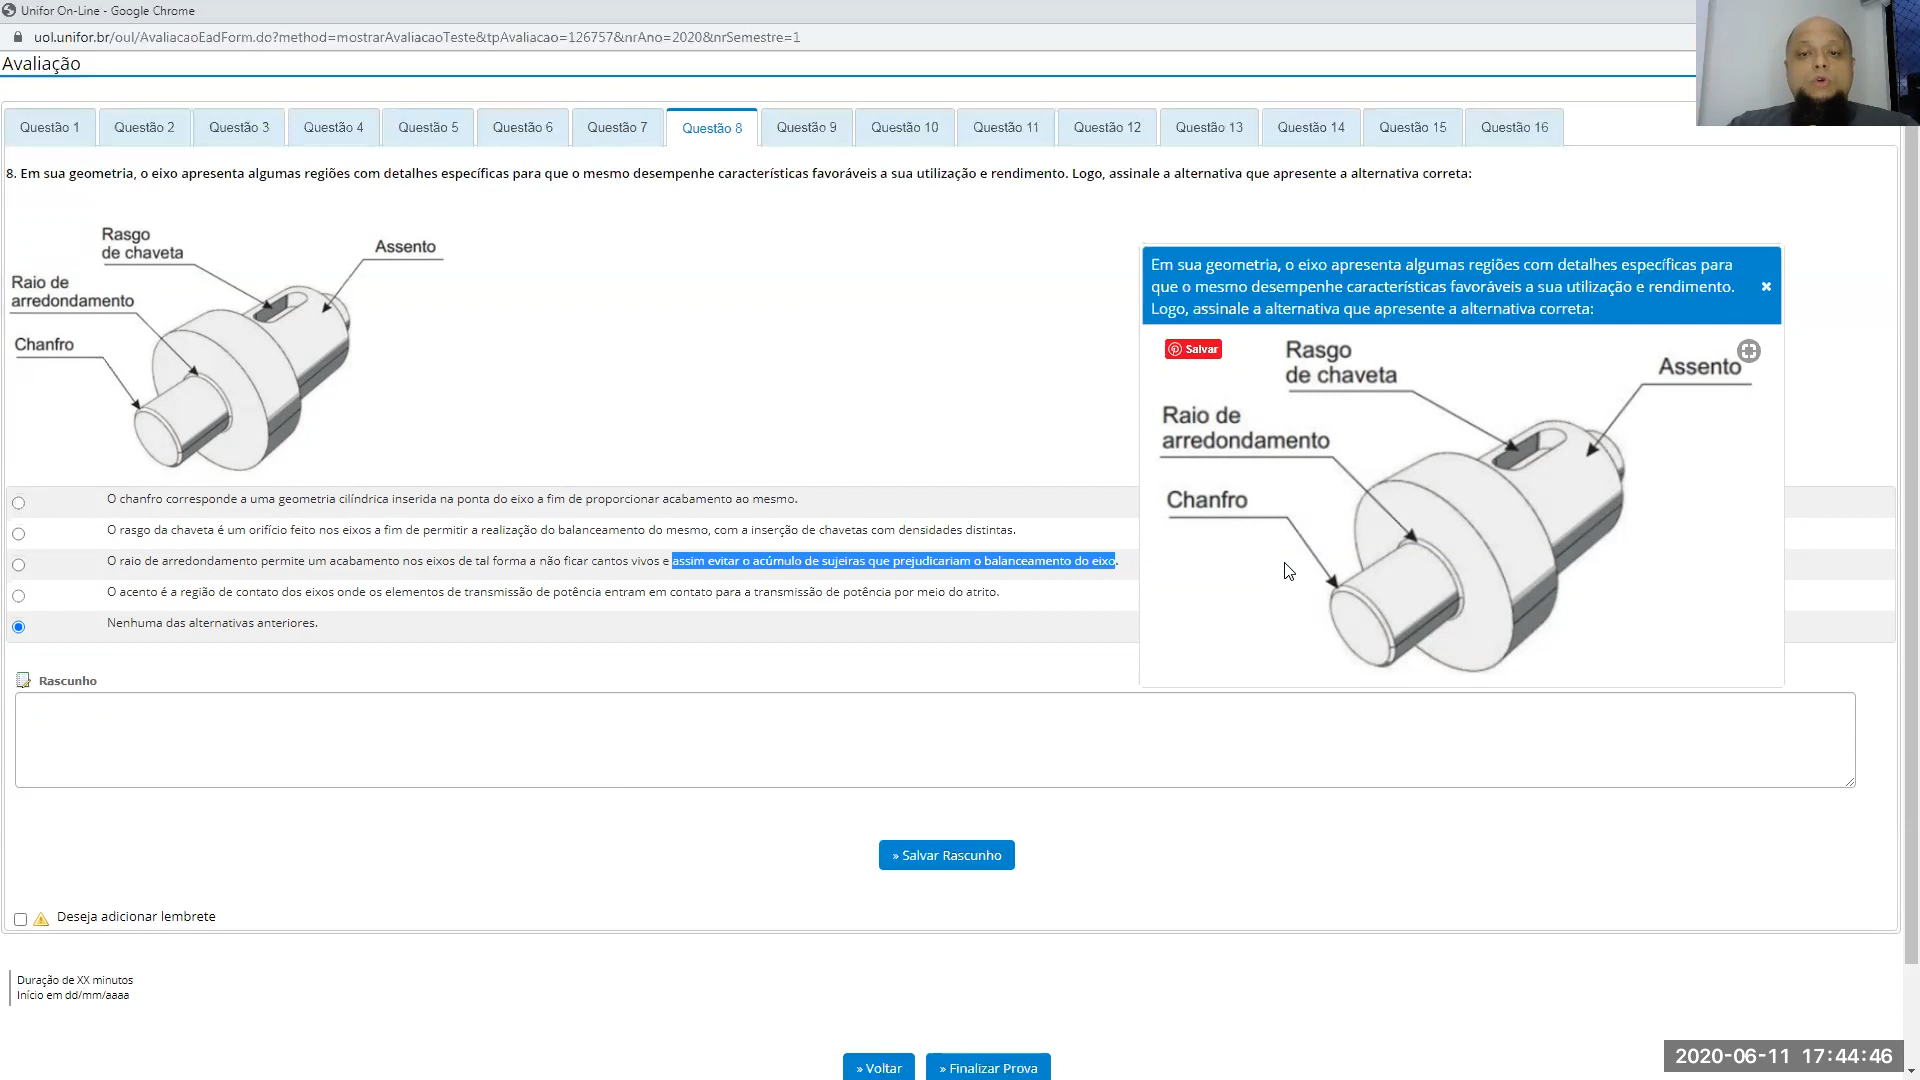 Unifor On-Line - Google Chrome
uol.unifor.br/oul/AvaliacaoEadForm.do?method=mostrarAvaliacaoTeste&tpAvaliacao=126757&nrAno=2020&nrSemestre=1
Avaliação
Questão 1 Questão 2 Questão 3 Questão 4 Questão 5 Questão 6 Questão 7 Questão 8 Questão 9 Questão 10 Questão 11 Questão 12 Questão 13 Questão 14 Questão 15 Questão 16
8. Em sua geometria, o eixo apresenta algumas regiões com detalhes específicas para que o mesmo desempenhe características favoráveis a sua utilização e rendimento. Logo, assinale a alternativa que apresente a alternativa correta:
Rasgo
de chaveta
Assento
Raio de
arredondamento
Chanfro
Em sua geometria, o eixo apresenta algumas regiões com detalhes específicas para
que o mesmo desempenhe características favoráveis a sua utilização e rendimento.
Logo, assinale a alternativa que apresente a alternativa correta:
Salvar
Rasgo
de chaveta
Assento
Raio de
arredondamento
Chanfro
O chanfro corresponde a uma geometria cilíndrica inserida na ponta do eixo a fim de proporcionar acabamento ao mesmo.
O rasgo da chaveta é um orifício feito nos eixos a fim de permitir a realização do balanceamento do mesmo, com a inserção de chavetas com densidades distintas.
O raio de arredondamento permite um acabamento nos eixos de tal forma a não ficar cantos vivos e assim evitar o acúmulo de sujeiras que prejudicariam o balanceamento do eixo.
O acento é a região de contato dos eixos onde os elementos de transmissão de potência entram em contato para a transmissão de potência por meio do atrito.
Nenhuma das alternativas anteriores.
Rascunho
» Salvar Rascunho
Deseja adicionar lembrete
Duração de XX minutos
Início em dd/mm/aaaa
» Voltar » Finalizar Prova
2020-06-11 17:44:46